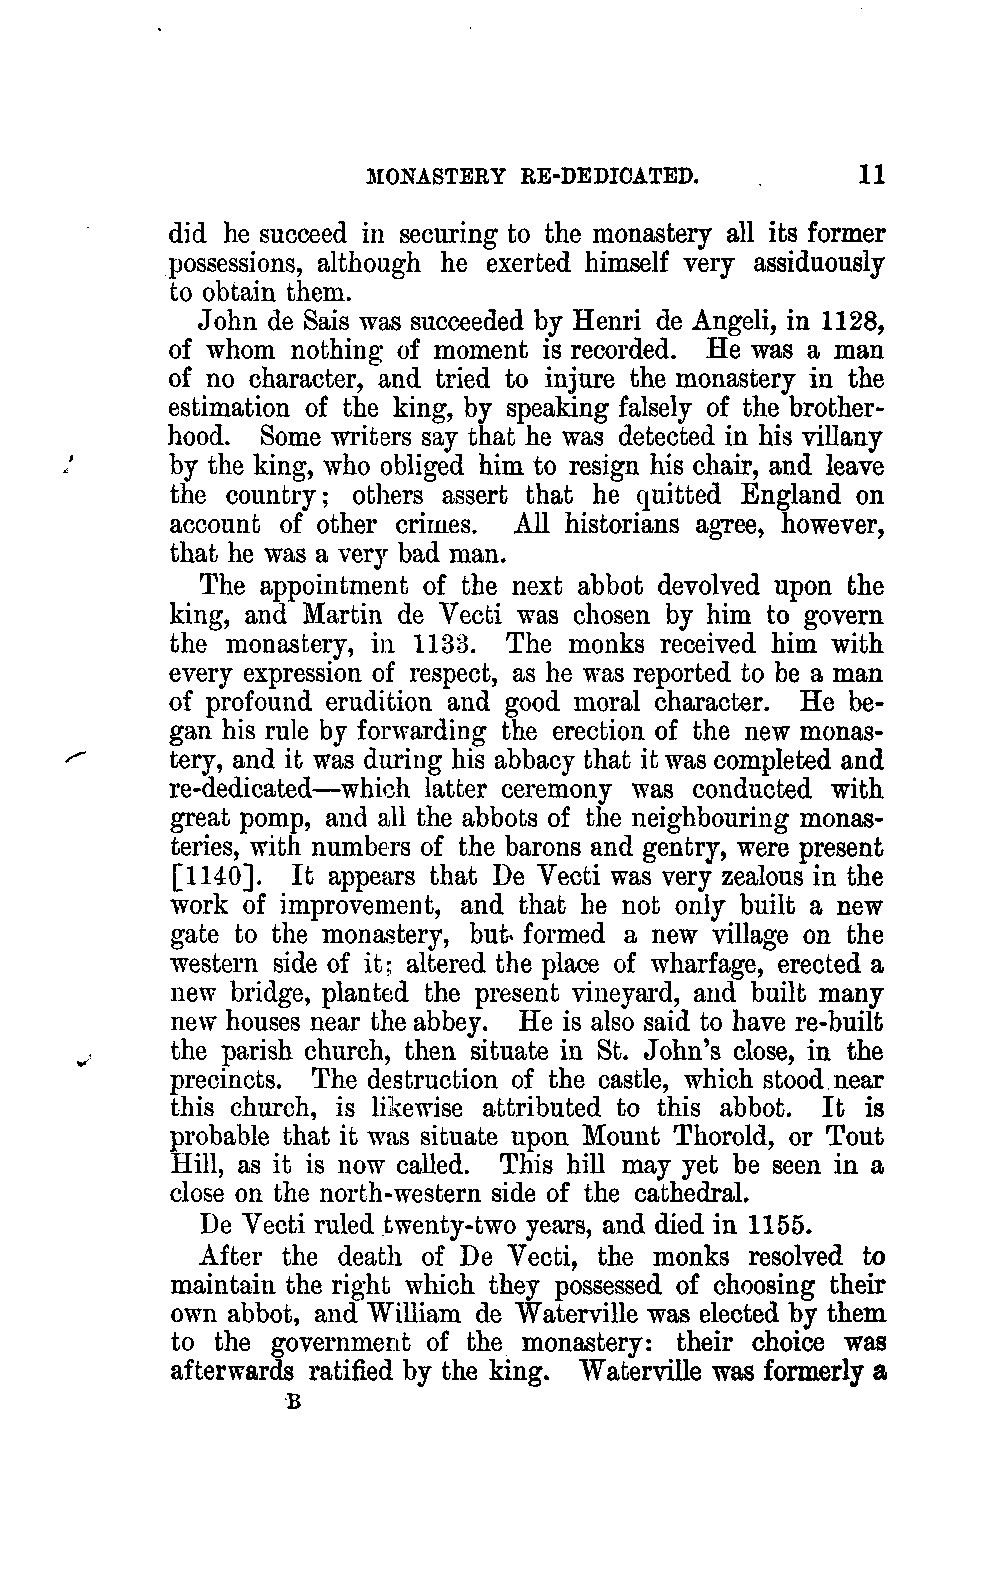 MONASTERY RE-DEDICATED. 11
did he succeed in securing to the monastery all its former
possessions, although he exerted himself very assiduously
to obtain them.
John de Sais was succeeded by Henri de Angeli, in 1128,
of whom nothing of moment is recorded. He was a man
of no character, and tried to injure the monastery in the
estimation of the king, by speaking falsely of the brother-
hood. Some writers say that he was detected in his villany
by the king, who obliged him to resign his chair, and leave
the country; others assert that he quitted England on
account of other crimes. All historians agree, however,
that he was a very bad man.
The appointment of the next abbot devolved upon the
king, and Martin de Vecti was chosen by him to govern
the monastery, in 1133. The monks received him with
every expression of respect, as he was reported to be a man
of profound erudition and good moral character. He be-
gan his rule by forwarding the erection of the new monas-
tery, and it was during his abbacy that it was completed and
re-dedicated—which latter ceremony was conducted with
great pomp, and all the abbots of the neighbouring monas-
teries, with numbers of the barons and gentry, were present
[1140]. It appears that De Vecti was very zealous in the
work of improvement, and that he not only built a new
gate to the monastery, but formed a new village on the
western side of it; altered the place of wharfage, erected a
new bridge, planted the present vineyard, and built many
new houses near the abbey. He is also said to have re-built
the parish church, then situate in St. John's close, in the
precincts. The destruction of the castle, which stood near
this church, is likewise attributed to this abbot. It is
probable that it was situate upon Mount Thorold, or Tout
Hill, as it is now called. This hill may yet be seen in a
close on the north-western side of the cathedral.
De Vecti ruled twenty-two years, and died in 1155.
After the death of De Vecti, the monks resolved to
maintain the right which they possessed of choosing their
own abbot, and William de Waterville was elected by them
to the government of the monastery: their choice was
afterwards ratified by the king. Waterville was formerly a
B